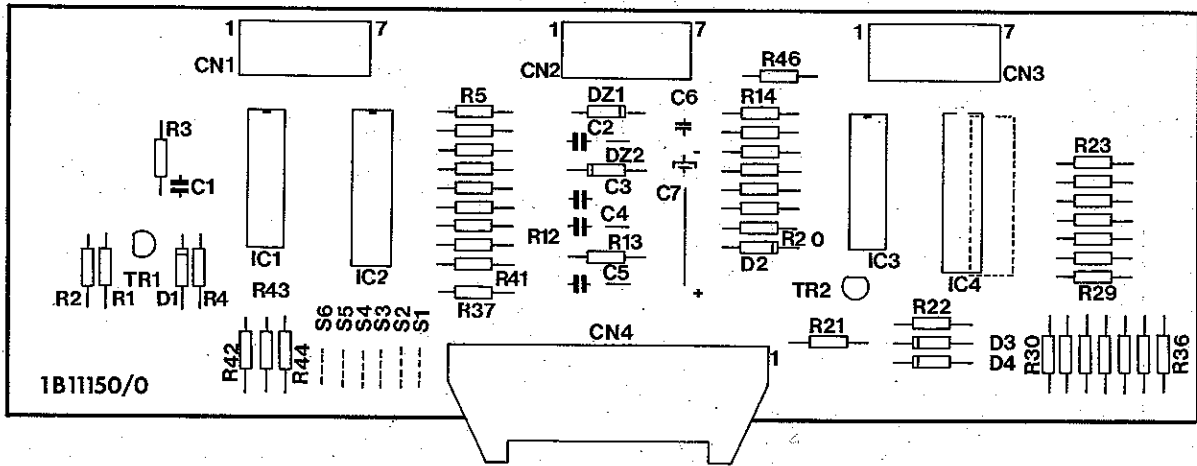 1 7
CN1
1 7
CN2
1 7
CN3
R46
R5
DZ1
C6
R14
R3
C2
R23
DZ2
C1
C3
C7
C4
R12
R13
R20
IC1
IC2
D2
IC3
IC4
R41
C5
TR1
TR2
R2
R1
D1
R4
R43
R37
+
R29
S6
S5
S4
S3
S2
S1
CN4
R22
R21
D3
D4
R42
R44
1
R30
R36
1B11150/0